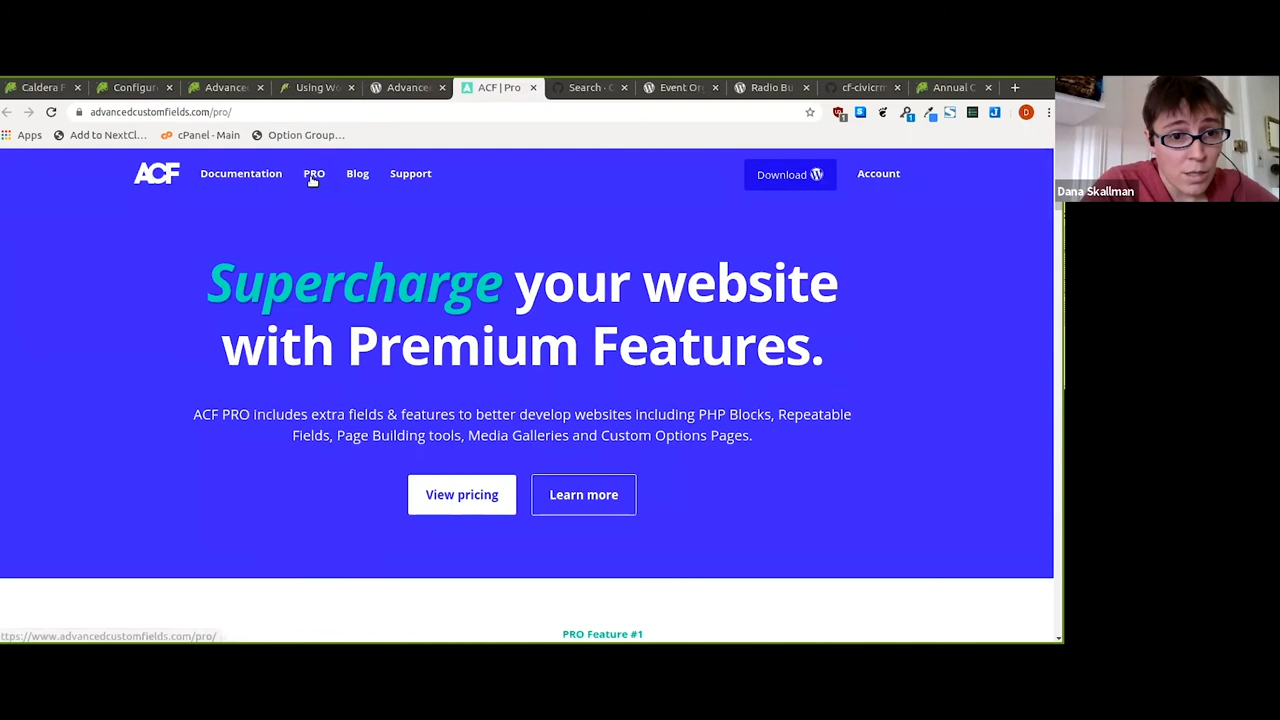 Caldera F
Configur
Advance
Using Wo
Advance
ACF | Pro
Search · G
Event Org
Radio Bu
cf-civicrm
Annual C
advancedcustomfields.com/pro/
D
Apps
Add to NextCl...
cPanel - Main
Option Group...
ACF
Documentation
PRO
Blog
Support
Download
Account
Dana Skallman
Supercharge your website
with Premium Features.
ACF PRO includes extra fields & features to better develop websites including PHP Blocks, Repeatable
Fields, Page Building tools, Media Galleries and Custom Options Pages.
View pricing
Learn more
PRO Feature #1
ttps://www.advancedcustomfields.com/pro/